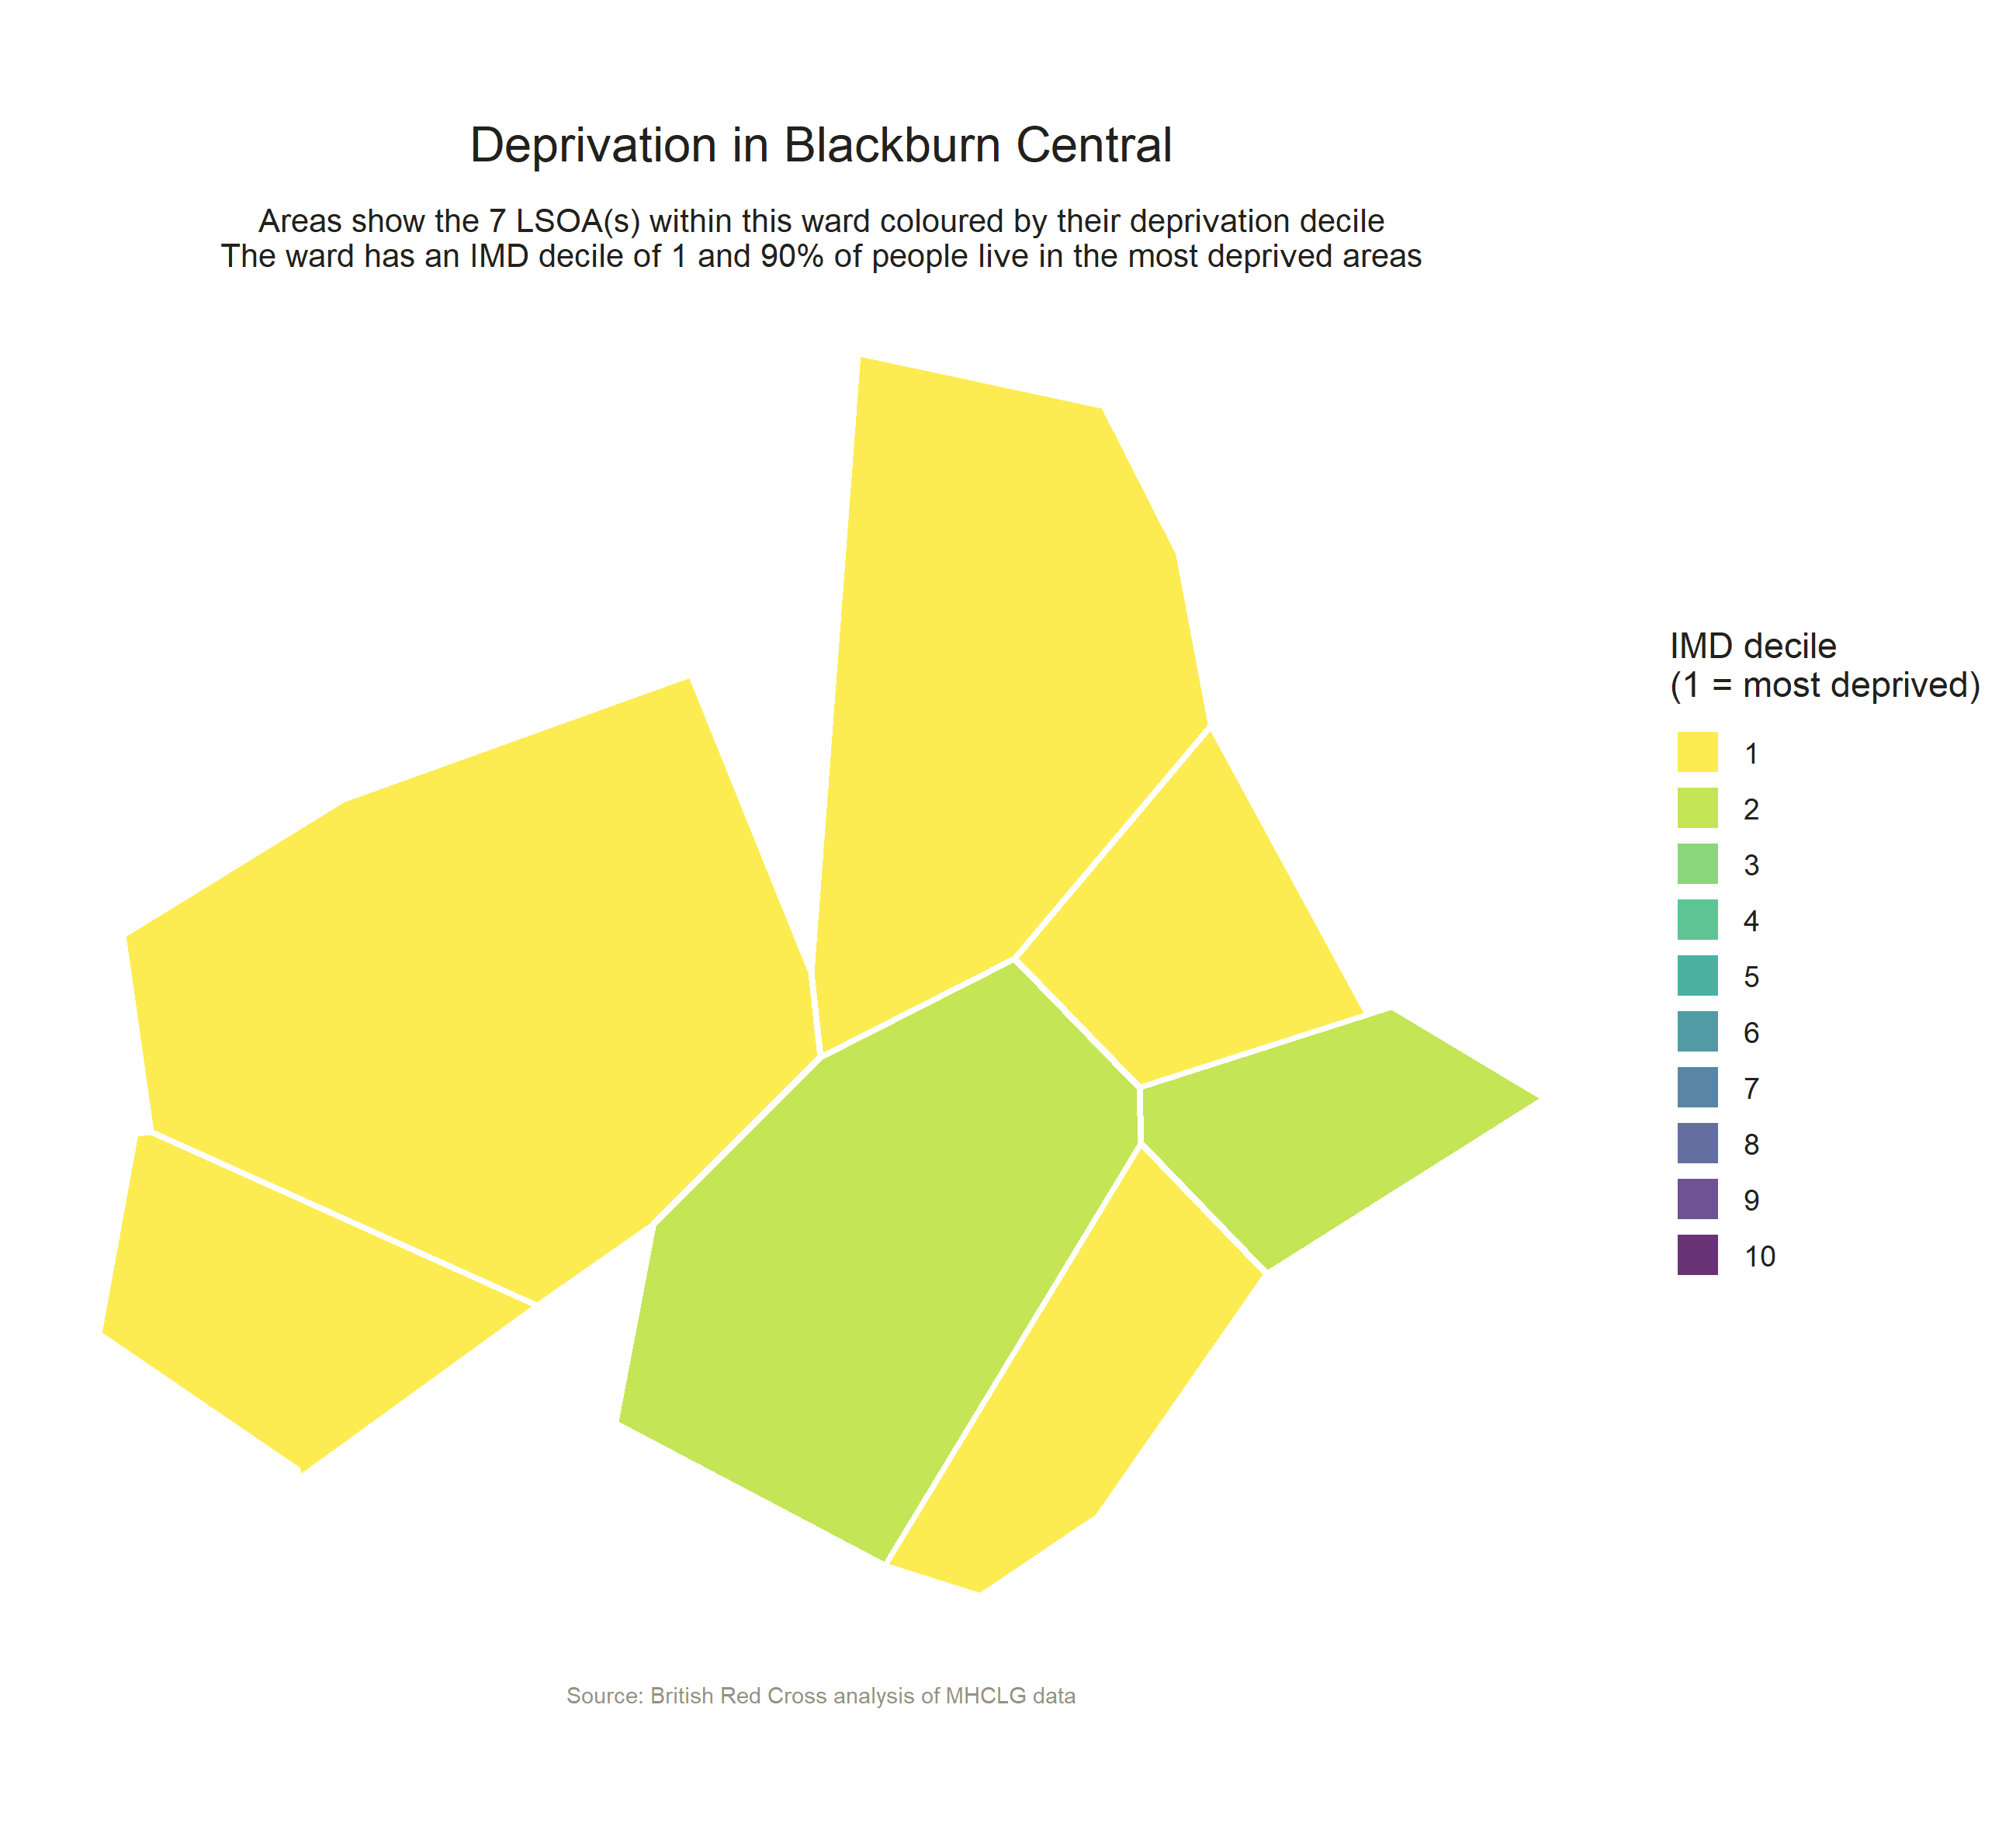 Deprivation in Blackburn Central
Areas show the 7 LSOA(s) within this ward coloured by their deprivation decile
The ward has an IMD decile of 1 and 90% of people live in the most deprived areas
IMD decile
(1 = most deprived)
1
2
3
4
5
6
7
8
9
10
Source: British Red Cross analysis of MHCLG data